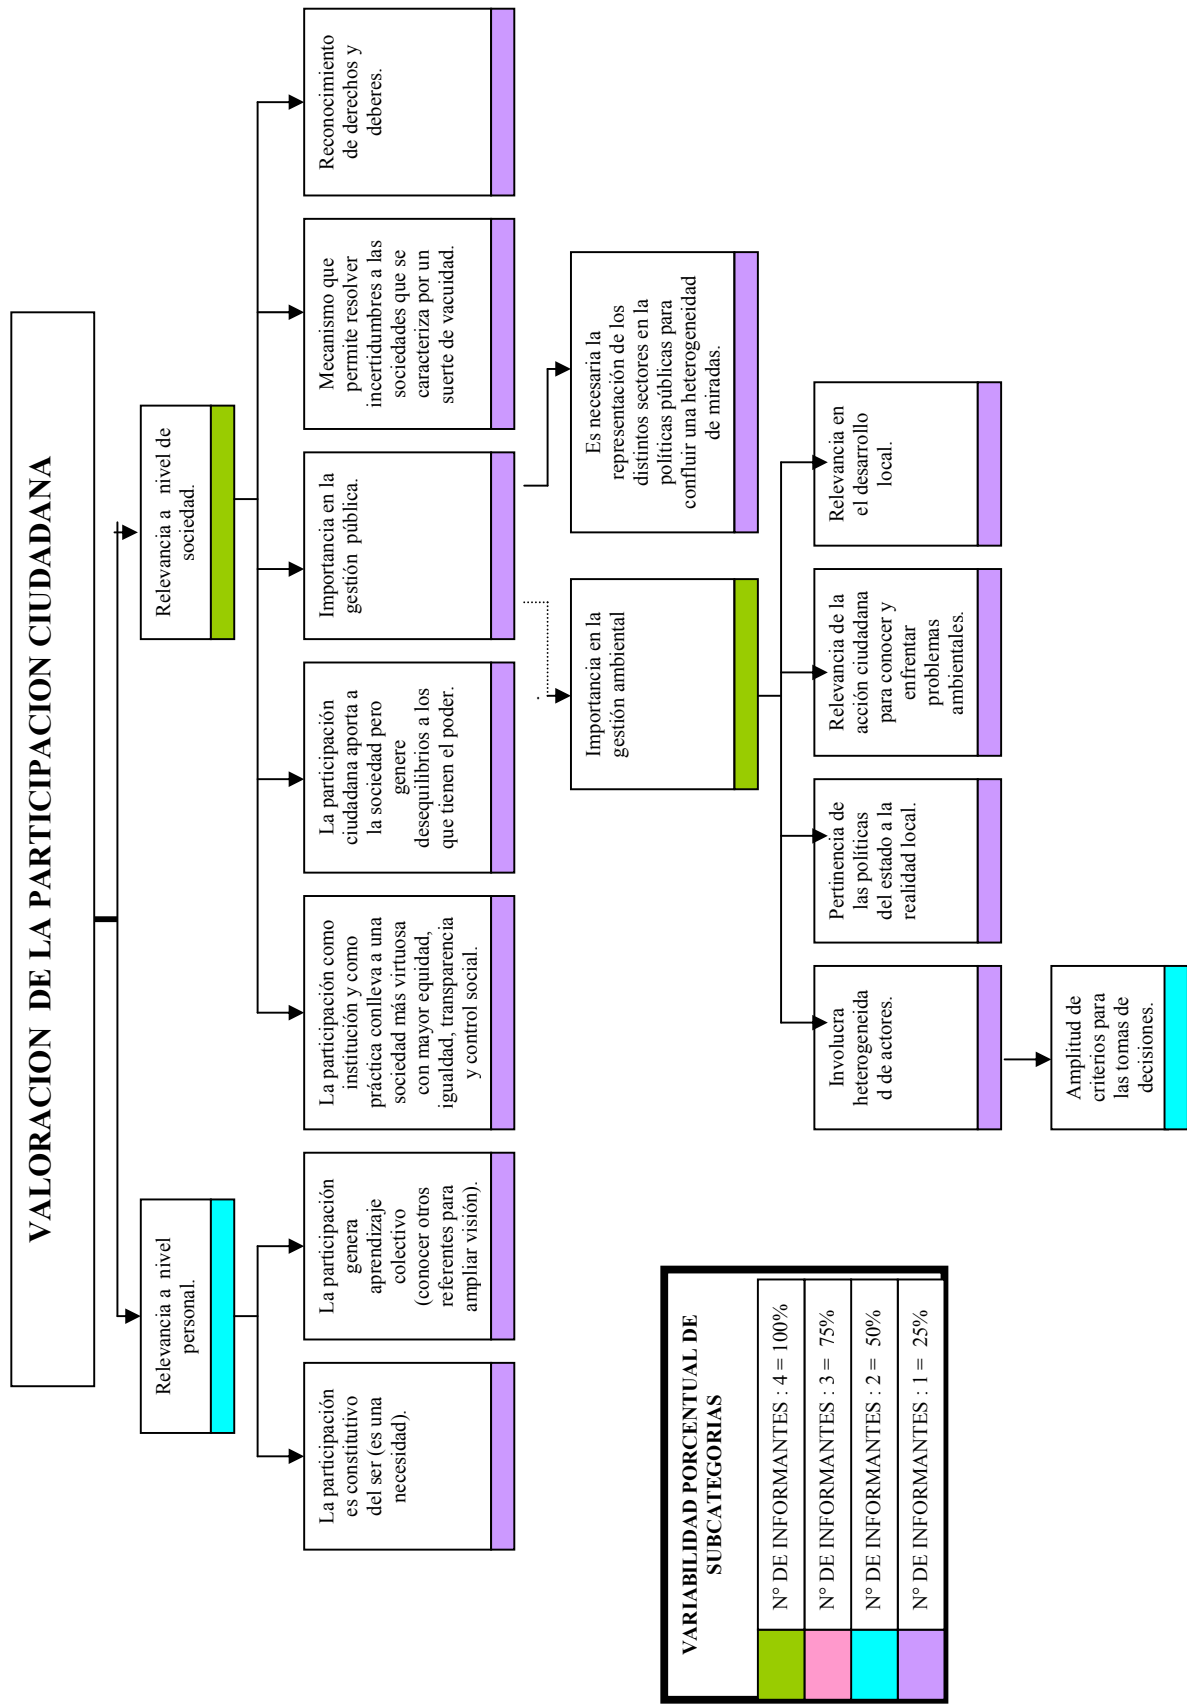 VALORACION DE LA PARTICIPACION CIUDADANA
Relevancia a nivel
personal.
Relevancia a nivel de
sociedad.
La participación
es constitutivo
del ser (es una
necesidad).
La participación
genera
aprendizaje
colectivo
(conocer otros
referentes para
ampliar visión).
La participación como
institución y como
práctica conlleva a una
sociedad más virtuosa
con mayor equidad,
igualdad, transparencia
y control social.
La participación
ciudadana aporta a
la sociedad pero
genere
desequilibrios a los
que tienen el poder.
Importancia en la
gestión pública.
Mecanismo que
permite resolver
incertidumbres a las
sociedades que se
caracteriza por un
suerte de vacuidad.
Reconocimiento
de derechos y
deberes.
Importancia en la
gestión ambiental
Es necesaria la
representación de los
distintos sectores en la
políticas públicas para
confluir una heterogeneidad
de miradas.
Involucra
heterogeneida
d de actores.
Pertinencia de
las políticas
del estado a la
realidad local.
Relevancia de la
acción ciudadana
para conocer y
enfrentar
problemas
ambientales.
Relevancia en
el desarrollo
local.
Amplitud de
criterios para
las tomas de
decisiones.
VARIABILIDAD PORCENTUAL DE
SUBCATEGORIAS
N° DE INFORMANTES : 4 = 100%
N° DE INFORMANTES : 3 = 75%
N° DE INFORMANTES : 2 = 50%
N° DE INFORMANTES : 1 = 25%